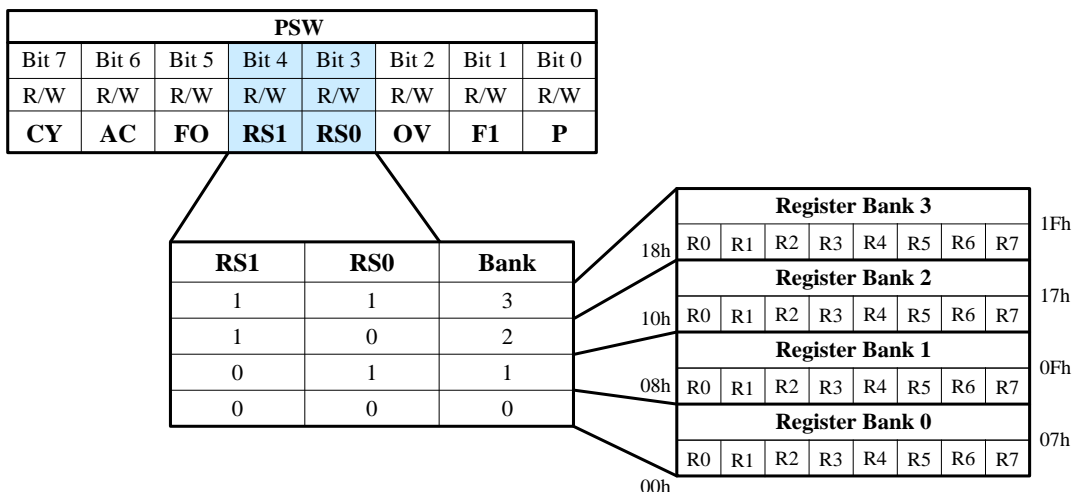 PSW
Bit 7 Bit 6 Bit 5 Bit 4 Bit 3 Bit 2 Bit 1 Bit 0
R/W R/W R/W R/W R/W R/W R/W R/W
CY AC FO RS1 RS0 OV F1 P
RS1 RS0 Bank
1 1 3
1 0 2
0 1 1
0 0 0
Register Bank 3
1Fh
18h R0 R1 R2 R3 R4 R5 R6 R7
Register Bank 2
17h
10h R0 R1 R2 R3 R4 R5 R6 R7
Register Bank 1
0Fh
08h R0 R1 R2 R3 R4 R5 R6 R7
Register Bank 0
07h
R0 R1 R2 R3 R4 R5 R6 R7
00h